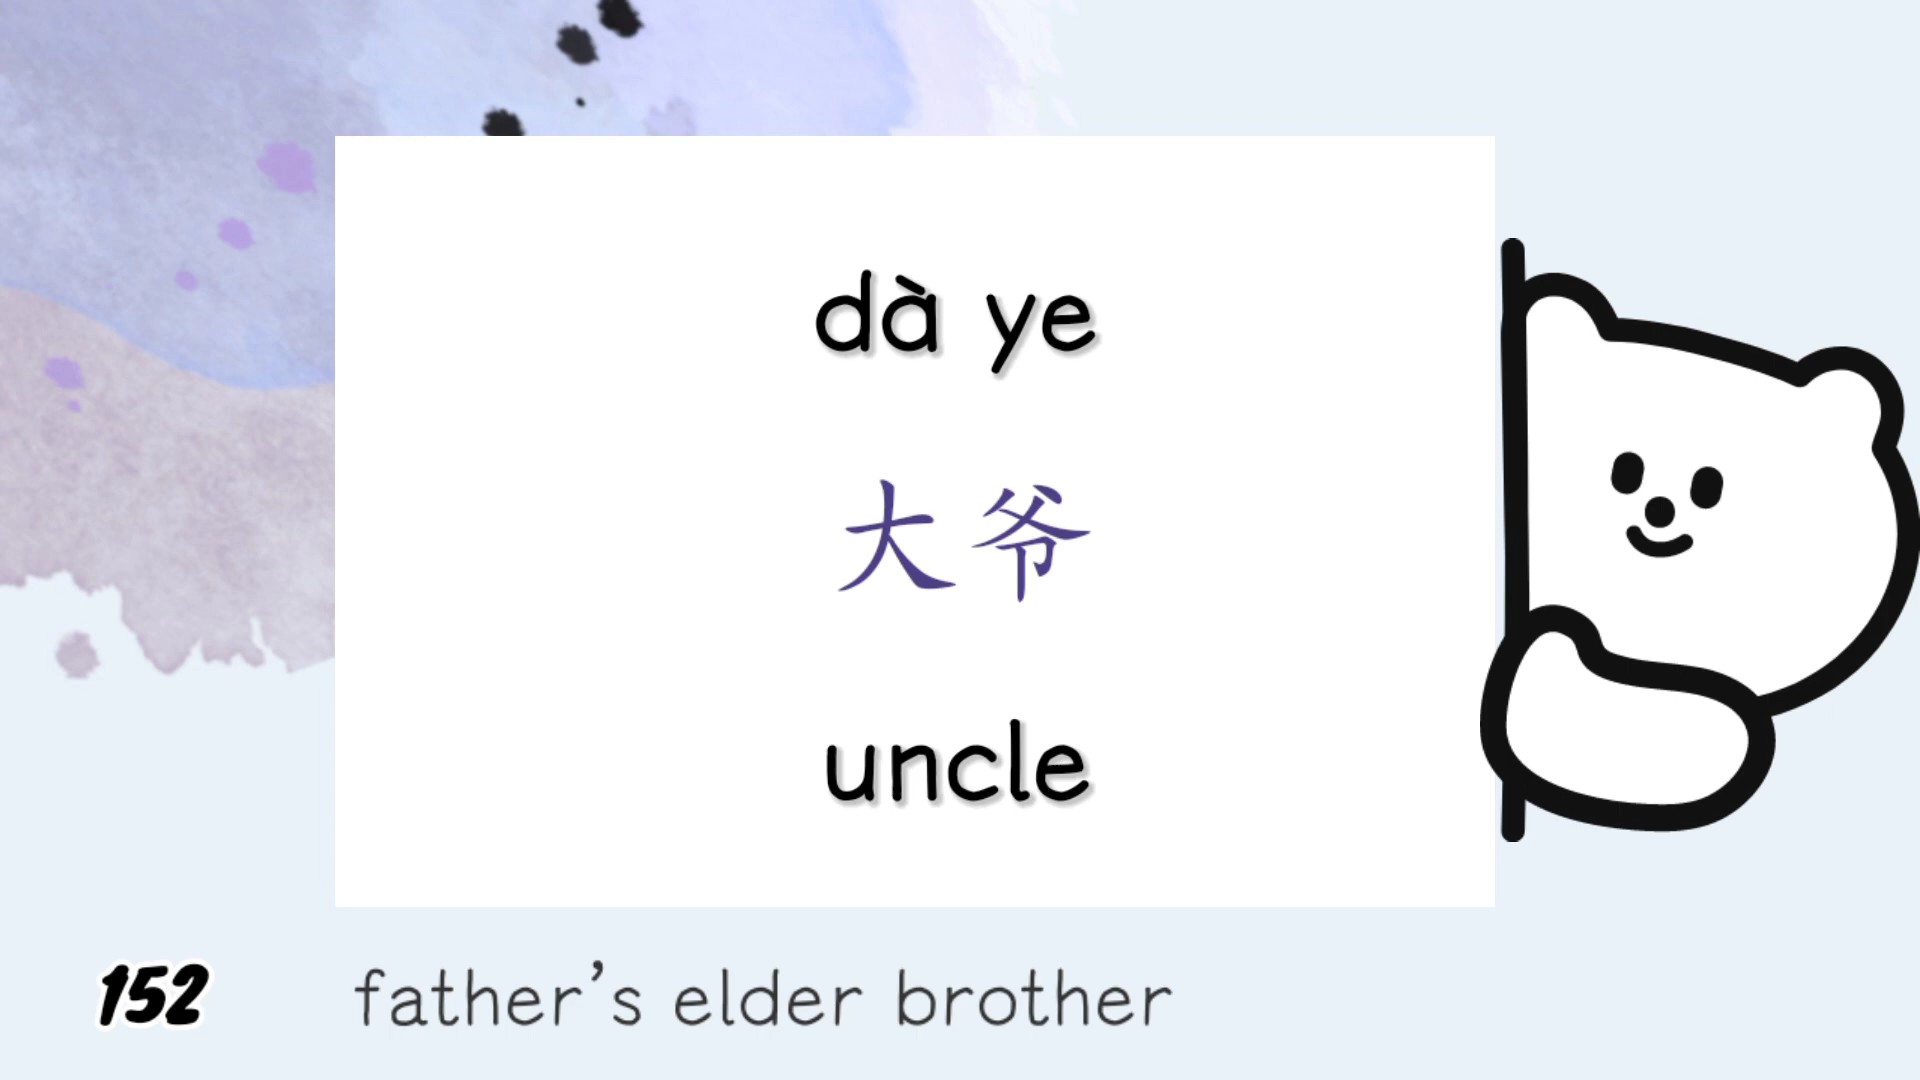 dà ye
大爷
uncle
152
father’s elder brother